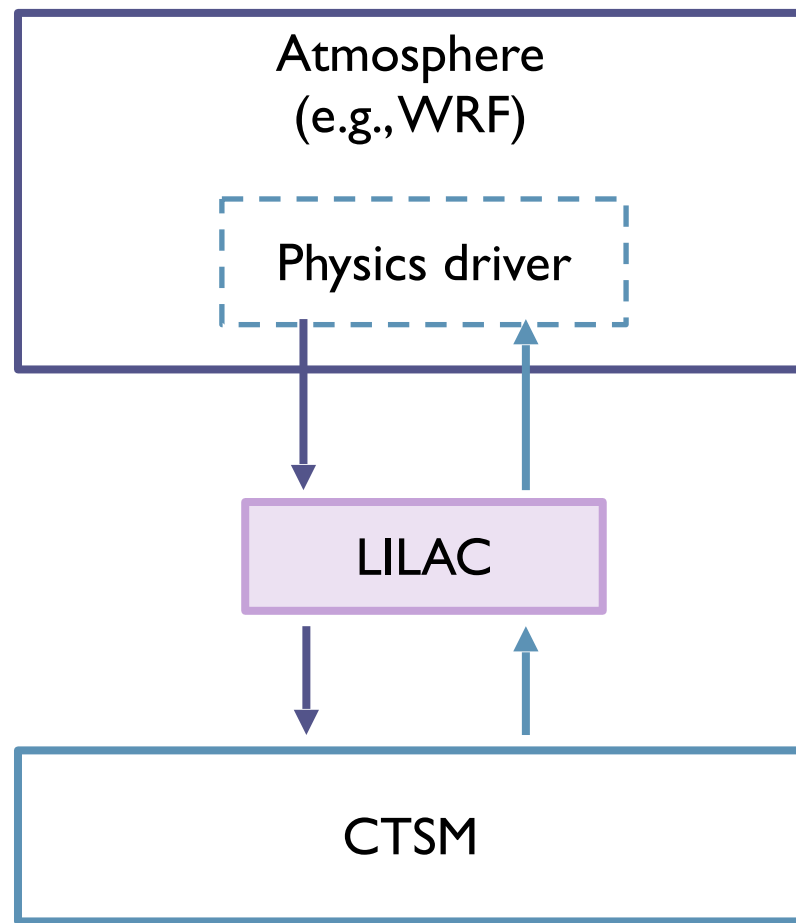 Atmosphere
(e.g., WRF)
Physics driver
LILAC
CTSM